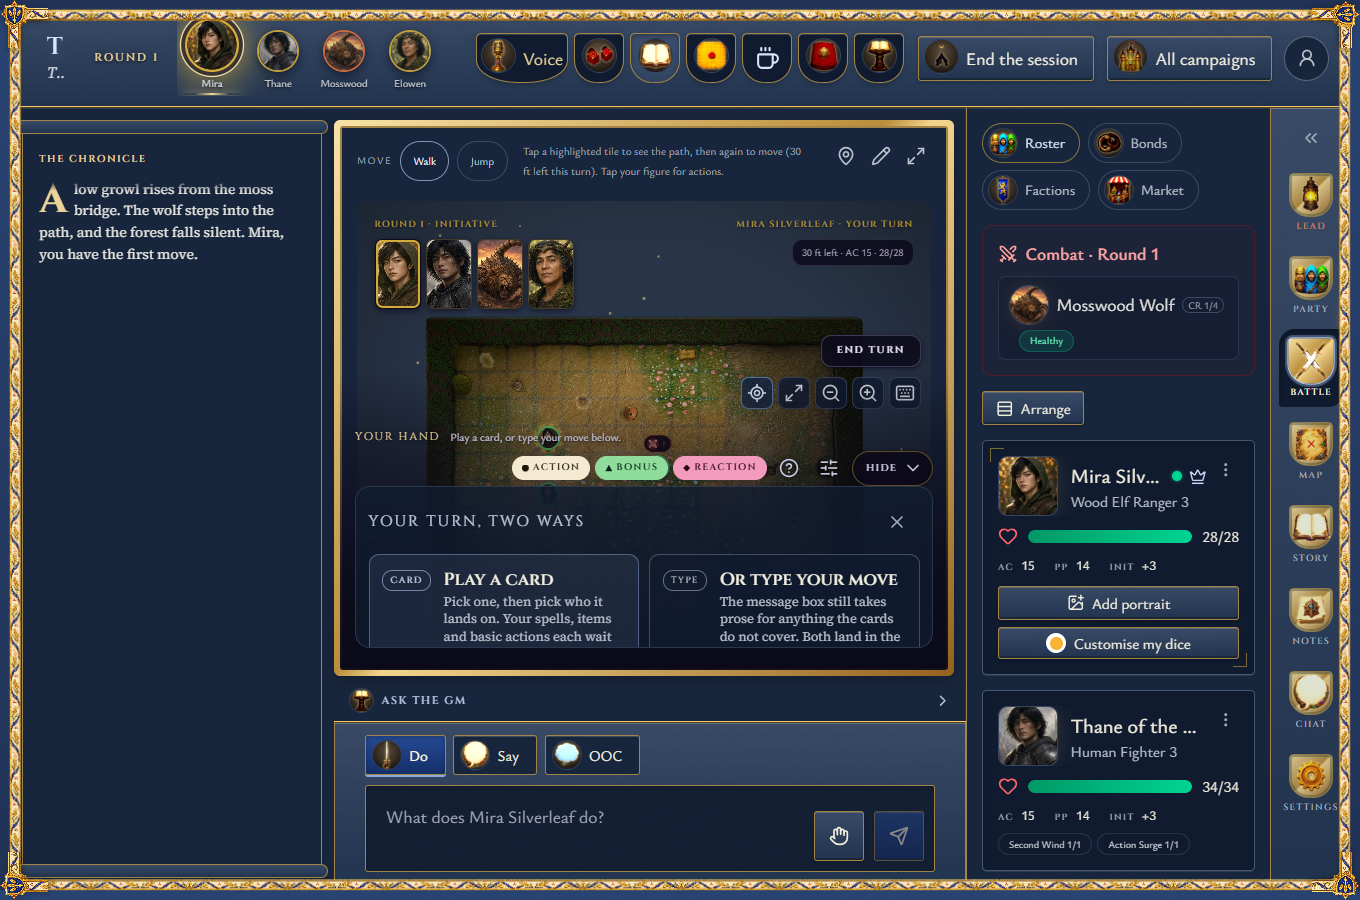 T
T..
ROUND 1
Mira
Thane
Mosswood
Elowen
Voice
End the session
All campaigns
THE CHRONICLE
A low growl rises from the moss
bridge. The wolf steps into the
path, and the forest falls silent. Mira,
you have the first move.
MOVE
Walk
Jump
Tap a highlighted tile to see the path, then again to move (30
ft left this turn). Tap your figure for actions.
ROUND 1 · INITIATIVE
MIRA SILVERLEAF · YOUR TURN
30 ft left · AC 15 · 28/28
END TURN
YOUR HAND
Play a card, or type your move below.
ACTION
BONUS
REACTION
HIDE
YOUR TURN, TWO WAYS
CARD
PLAY A CARD
Pick one, then pick who it
lands on. Your spells, items
and basic actions each wait
TYPE
OR TYPE YOUR MOVE
The message box still takes
prose for anything the cards
do not cover. Both land in the
ASK THE GM
Do
Say
OOC
What does Mira Silverleaf do?
Roster
Bonds
Factions
Market
Combat · Round 1
Mosswood Wolf
CR 1/4
Healthy
Arrange
Mira Silv...
Wood Elf Ranger 3
28/28
AC 15 PP 14 INIT +3
Add portrait
Customise my dice
Thane of the ...
Human Fighter 3
34/34
AC 15 PP 14 INIT +3
Second Wind 1/1
Action Surge 1/1
LEAD
PARTY
BATTLE
MAP
STORY
NOTES
CHAT
SETTINGS